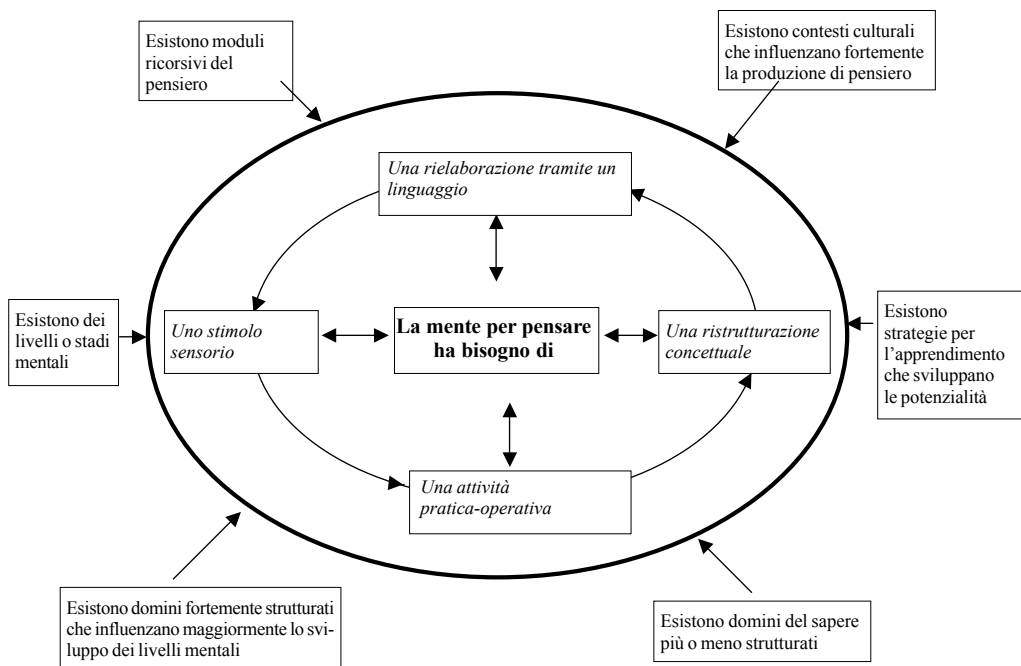 Esistono moduli
ricorsivi del
pensiero
Esistono contesti culturali
che influenzano fortemente
la produzione di pensiero
Una rielaborazione tramite un
linguaggio
Esistono dei
livelli o stadi
mentali
Uno stimolo
sensorio
La mente per pensare
ha bisogno di
Una ristrutturazione
concettuale
Esistono
strategie per
l’apprendimento
che sviluppano
le potenzialità
Una attività
pratica-operativa
Esistono domini fortemente strutturati
che influenzano maggiormente lo svi-
luppo dei livelli mentali
Esistono domini del sapere
più o meno strutturati